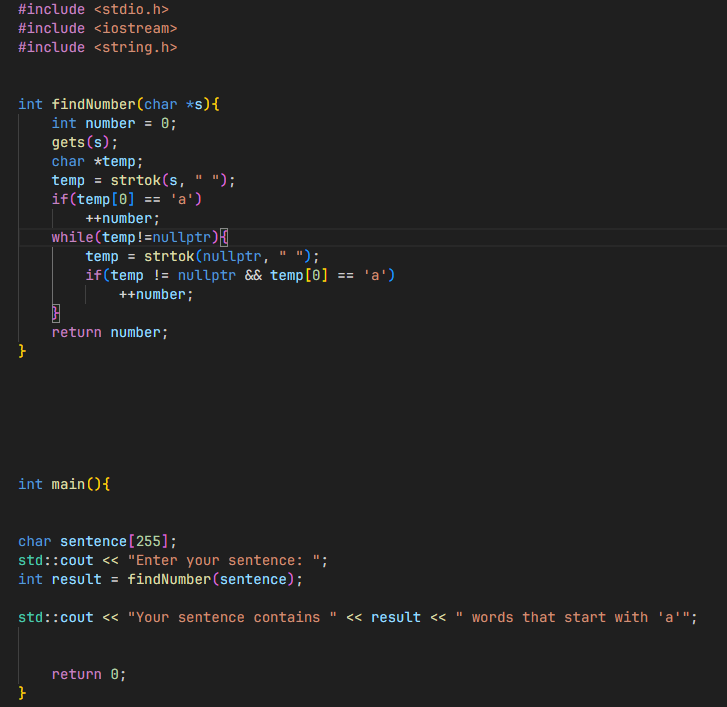 #include <stdio.h>
#include <iostream>
#include <string.h>
int findNumber(char *s){
    int number = 0;
    gets(s);
    char *temp;
    temp = strtok(s, " ");
    if(temp[0] == 'a')
        ++number;
    while(temp!=nullptr){
        temp = strtok(nullptr, " ");
        if(temp != nullptr && temp[0] == 'a')
            ++number;
    }
    return number;
}
int main(){
char sentence[255];
std::cout << "Enter your sentence: ";
int result = findNumber(sentence);
std::cout << "Your sentence contains " << result << " words that start with 'a'";
    return 0;
}